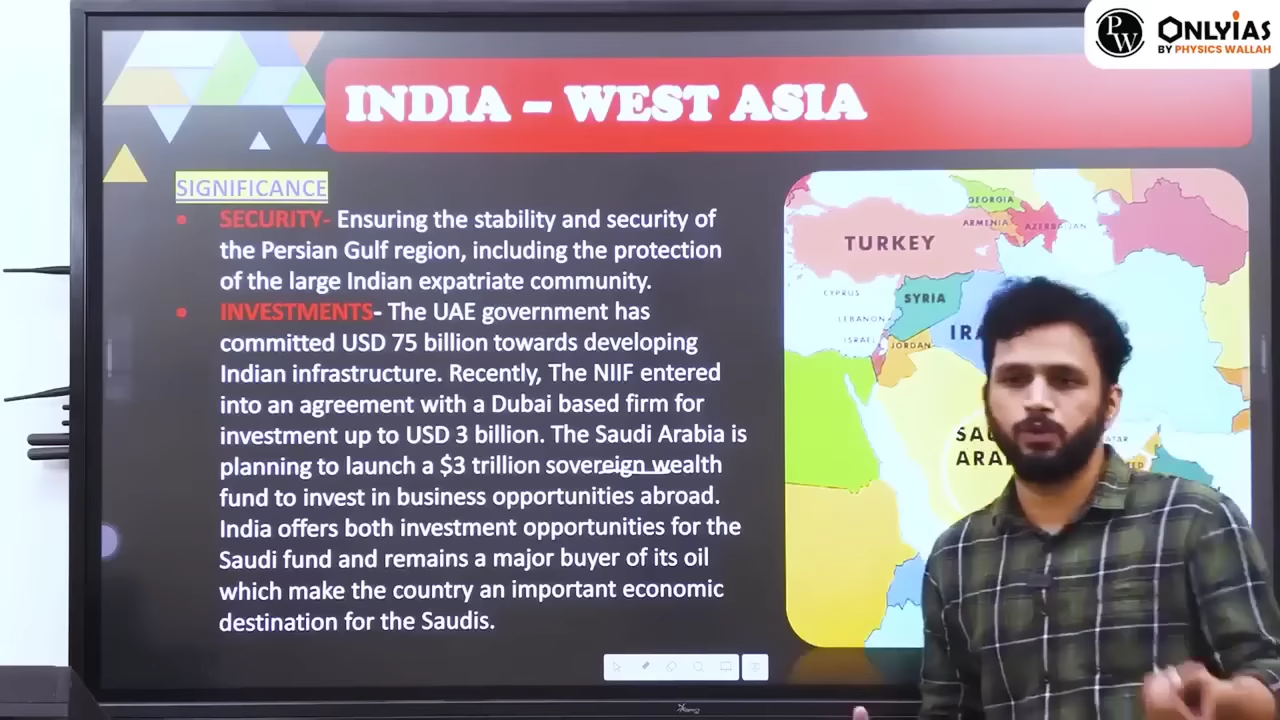 PW
ONLYIAS
BY PHYSICS WALLAH
INDIA – WEST ASIA
SIGNIFICANCE
• SECURITY- Ensuring the stability and security of
the Persian Gulf region, including the protection
of the large Indian expatriate community.
• INVESTMENTS- The UAE government has
committed USD 75 billion towards developing
Indian infrastructure. Recently, The NIIF entered
into an agreement with a Dubai based firm for
investment up to USD 3 billion. The Saudi Arabia is
planning to launch a $3 trillion sovereign wealth
fund to invest in business opportunities abroad.
India offers both investment opportunities for the
Saudi fund and remains a major buyer of its oil
which make the country an important economic
destination for the Saudis.
GEORGIA
ARMENIA
AZERBAIJAN
TURKEY
CYPRUS
SYRIA
LEBANON
ISRAEL
JORDAN
IRA
SAU
ARA